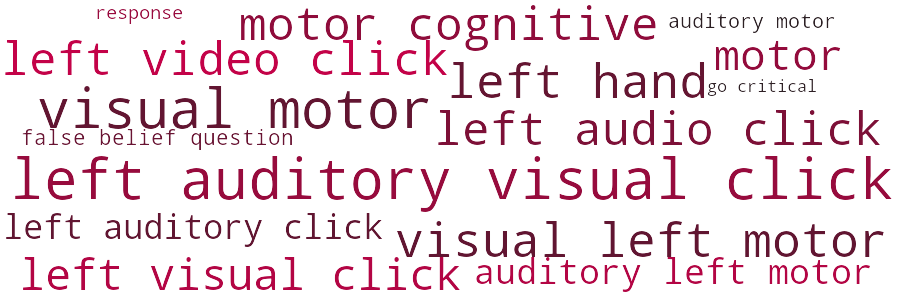 response
motor cognitive
auditory motor
left video click
motor
left hand
go critical
visual motor
left audio click
false belief question
left auditory visual click
left auditory click
visual left motor
left visual click
auditory left motor